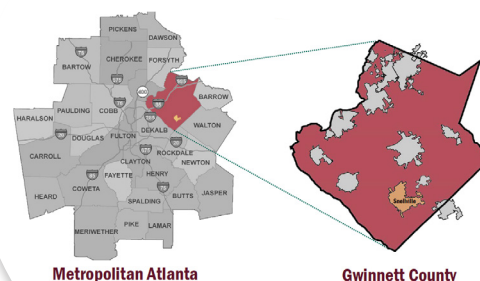 PICKENS
DAWSON
CHEROKEE
FORSYTH
BARTOW
400
BARROW
PAULDING
COBB
HARALSON
DOUGLAS
FULTON
DEKALB
WALTON
CARROLL
ROCKDALE
CLAYTON
NEWTON
FAYETTE
HENRY
COWETA
HEARD
SPALDING
BUTTS
JASPER
PIKE
LAMAR
MERIWETHER
Snellville
Metropolitan Atlanta
Gwinnett County